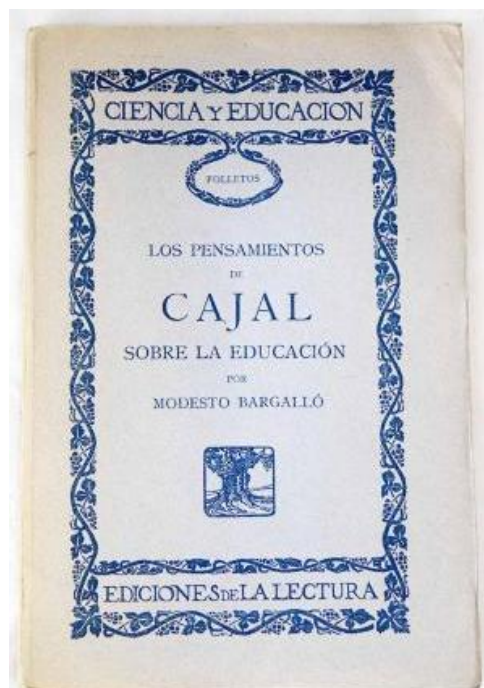 CIENCIA Y EDUCACION
FOLLETOS
LOS PENSAMIENTOS
DE
CAJAL
SOBRE LA EDUCACIÓN
POR
MODESTO BARGALLÓ
EDICIONES DE LA LECTURA